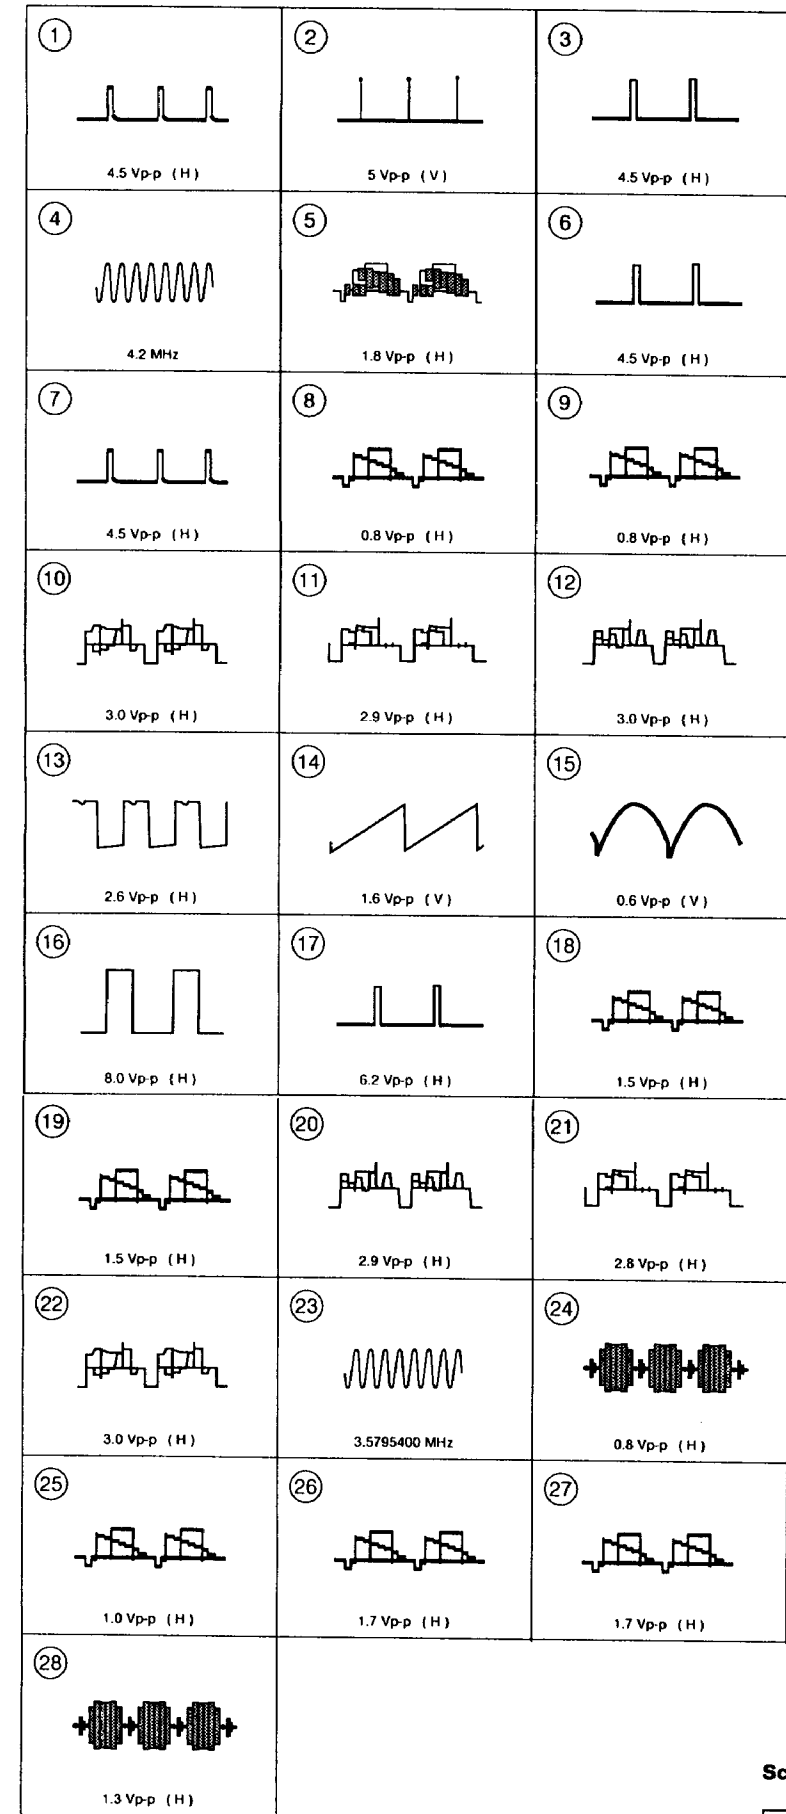 1
4.5 Vp-p (H)
2
5 Vp-p (V)
3
4.5 Vp-p (H)
4
4.2 MHz
5
1.8 Vp-p (H)
6
4.5 Vp-p (H)
7
4.5 Vp-p (H)
8
0.8 Vp-p (H)
9
0.8 Vp-p (H)
10
3.0 Vp-p (H)
11
2.9 Vp-p (H)
12
3.0 Vp-p (H)
13
2.6 Vp-p (H)
14
1.6 Vp-p (V)
15
0.6 Vp-p (V)
16
8.0 Vp-p (H)
17
6.2 Vp-p (H)
18
1.5 Vp-p (H)
19
1.5 Vp-p (H)
20
2.9 Vp-p (H)
21
2.8 Vp-p (H)
22
3.0 Vp-p (H)
23
3.5795400 MHz
24
0.8 Vp-p (H)
25
1.0 Vp-p (H)
26
1.7 Vp-p (H)
27
1.7 Vp-p (H)
28
1.3 Vp-p (H)
Sc